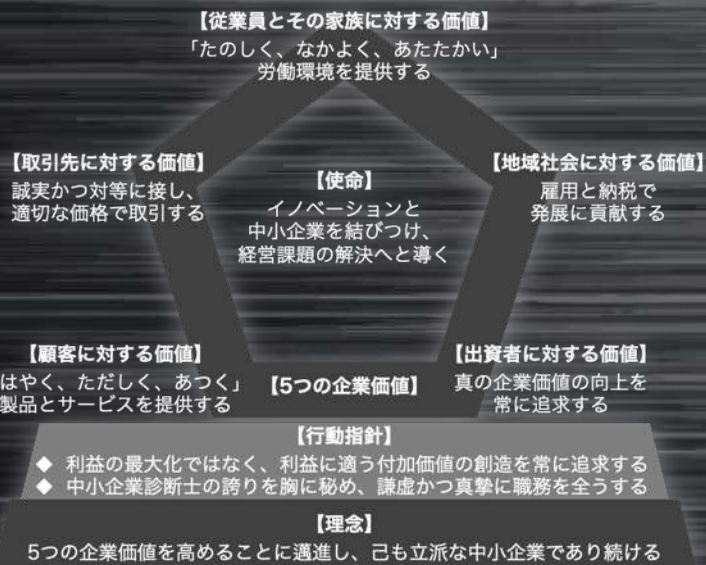 【従業員とその家族に対する価値】
「たのしく、なかよく、あたたかい」
労働環境を提供する
【取引先に対する価値】
誠実かつ対等に接し、
適切な価格で取引する
【使命】
イノベーションと
中小企業を結びつけ、
経営課題の解決へと導く
【地域社会に対する価値】
雇用と納税で
発展に貢献する
【顧客に対する価値】
はやく、ただしく、あつく」
製品とサービスを提供する
【5つの企業価値】
【出資者に対する価値】
真の企業価値の向上を
常に追求する
【行動指針】
◆ 利益の最大化ではなく、利益に適う付加価値の創造を常に追求する
◆ 中小企業診断士の誇りを胸に秘め、謙虚かつ真摯に職務を全うする
【理念】
5つの企業価値を高めることに邁進し、己も立派な中小企業であり続ける